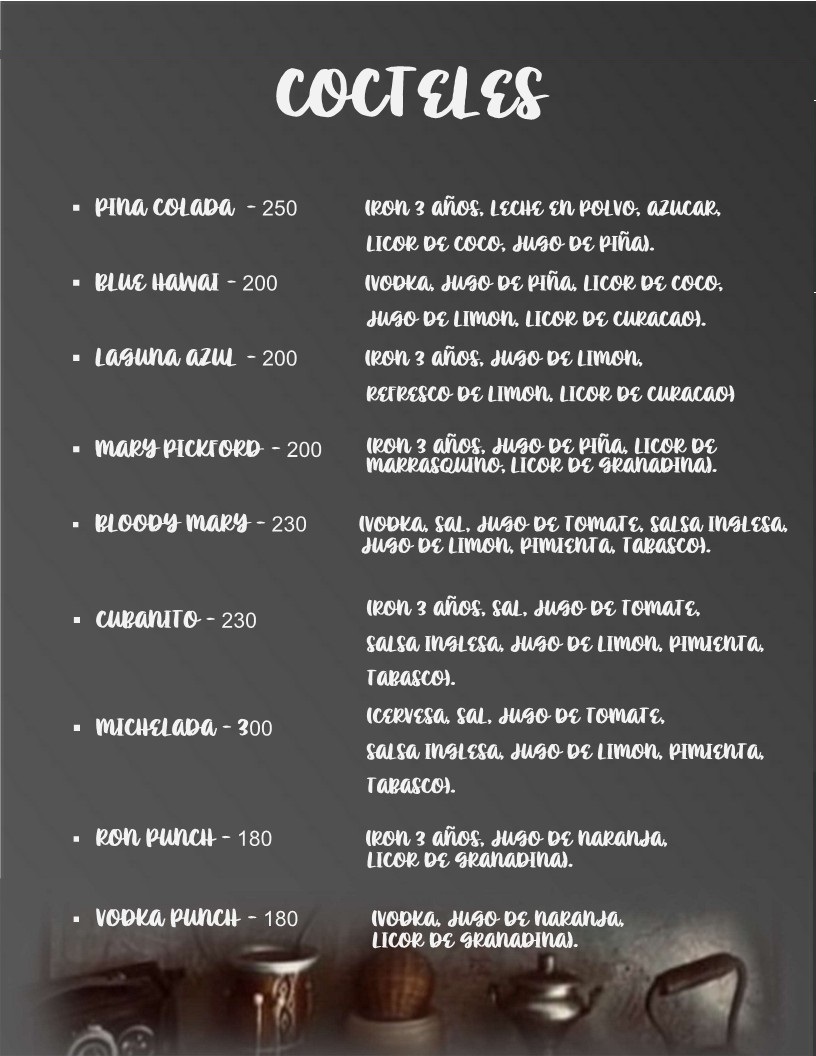 COCTELES
▪ PINA COLADA - 250 (RON 3 AÑOS, LECHE EN POLVO, AZUCAR,
LICOR DE COCO, JUGO DE PIÑA).
▪ BLUE HAWAI - 200 (VODKA, JUGO DE PIÑA, LICOR DE COCO,
JUGO DE LIMON, LICOR DE CURACAO).
▪ LAGUNA AZUL - 200 (RON 3 AÑOS, JUGO DE LIMON,
REFRESCO DE LIMON, LICOR DE CURACAO)
▪ MARY PICKFORD - 200 (RON 3 AÑOS, JUGO DE PIÑA, LICOR DE
MARRASQUINO, LICOR DE GRANADINA).
▪ BLOODY MARY - 230 (VODKA, SAL, JUGO DE TOMATE, SALSA INGLESA,
JUGO DE LIMON, PIMIENTA, TABASCO).
▪ CUBANITO - 230 (RON 3 AÑOS, SAL, JUGO DE TOMATE,
SALSA INGLESA, JUGO DE LIMON, PIMIENTA,
TABASCO).
▪ MICHELADA - 300 (CERVESA, SAL, JUGO DE TOMATE,
SALSA INGLESA, JUGO DE LIMON, PIMIENTA,
TABASCO).
▪ RON PUNCH - 180 (RON 3 AÑOS, JUGO DE NARANJA,
LICOR DE GRANADINA).
▪ VODKA PUNCH - 180 (VODKA, JUGO DE NARANJA,
LICOR DE GRANADINA).